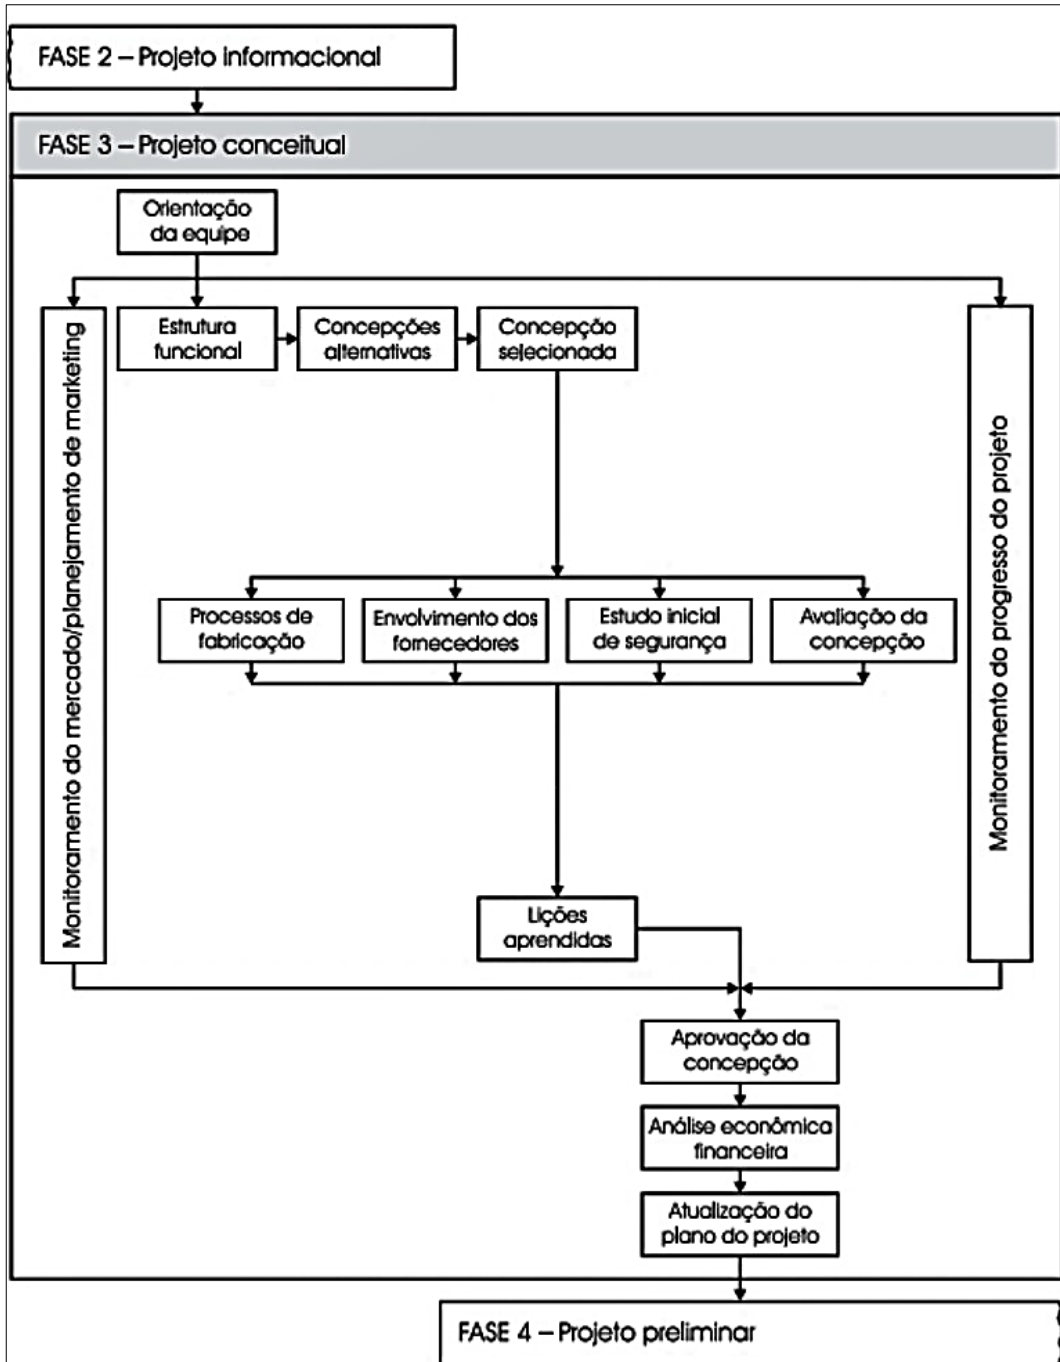 FASE 2 – Projeto informacional
FASE 3 – Projeto conceitual
Orientação
da equipe
Monitoramento do mercado/planejamento de marketing
Estrutura
funcional
Concepções
alternativas
Concepção
selecionada
Monitoramento do progresso do projeto
Processos de
fabricação
Envolvimento dos
fornecedores
Estudo inicial
de segurança
Avaliação da
concepção
Lições
aprendidas
Aprovação da
concepção
Análise econômica
financeira
Atualização do
plano do projeto
FASE 4 – Projeto preliminar